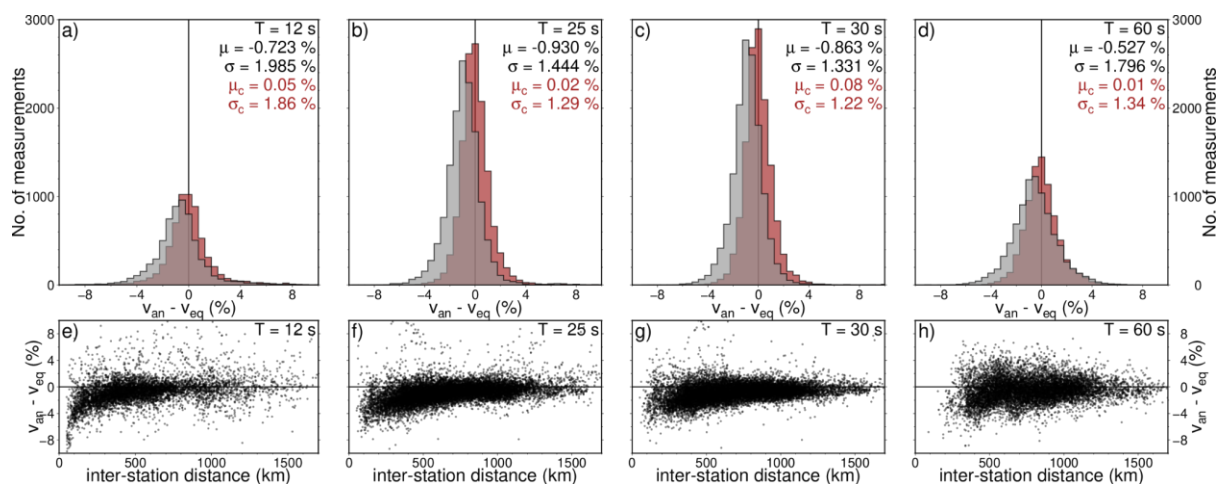 a)
T = 12 s
μ = -0.723 %
σ = 1.985 %
μc = 0.05 %
σc = 1.86 %
b)
T = 25 s
μ = -0.930 %
σ = 1.444 %
μc = 0.02 %
σc = 1.29 %
c)
T = 30 s
μ = -0.863 %
σ = 1.331 %
μc = 0.08 %
σc = 1.22 %
d)
T = 60 s
μ = -0.527 %
σ = 1.796 %
μc = 0.01 %
σc = 1.34 %
No. of measurements
3000
2000
1000
0
3000
2000
1000
0
No. of measurements
-8 -4 0 4 8
-8 -4 0 4 8
-8 -4 0 4 8
-8 -4 0 4 8
van - veq (%)
van - veq (%)
van - veq (%)
van - veq (%)
e)
T = 12 s
f)
T = 25 s
g)
T = 30 s
h)
T = 60 s
van - veq (%)
8
4
0
-4
-8
8
4
0
-4
-8
van - veq (%)
0 500 1000 1500
0 500 1000 1500
0 500 1000 1500
0 500 1000 1500
inter-station distance (km)
inter-station distance (km)
inter-station distance (km)
inter-station distance (km)